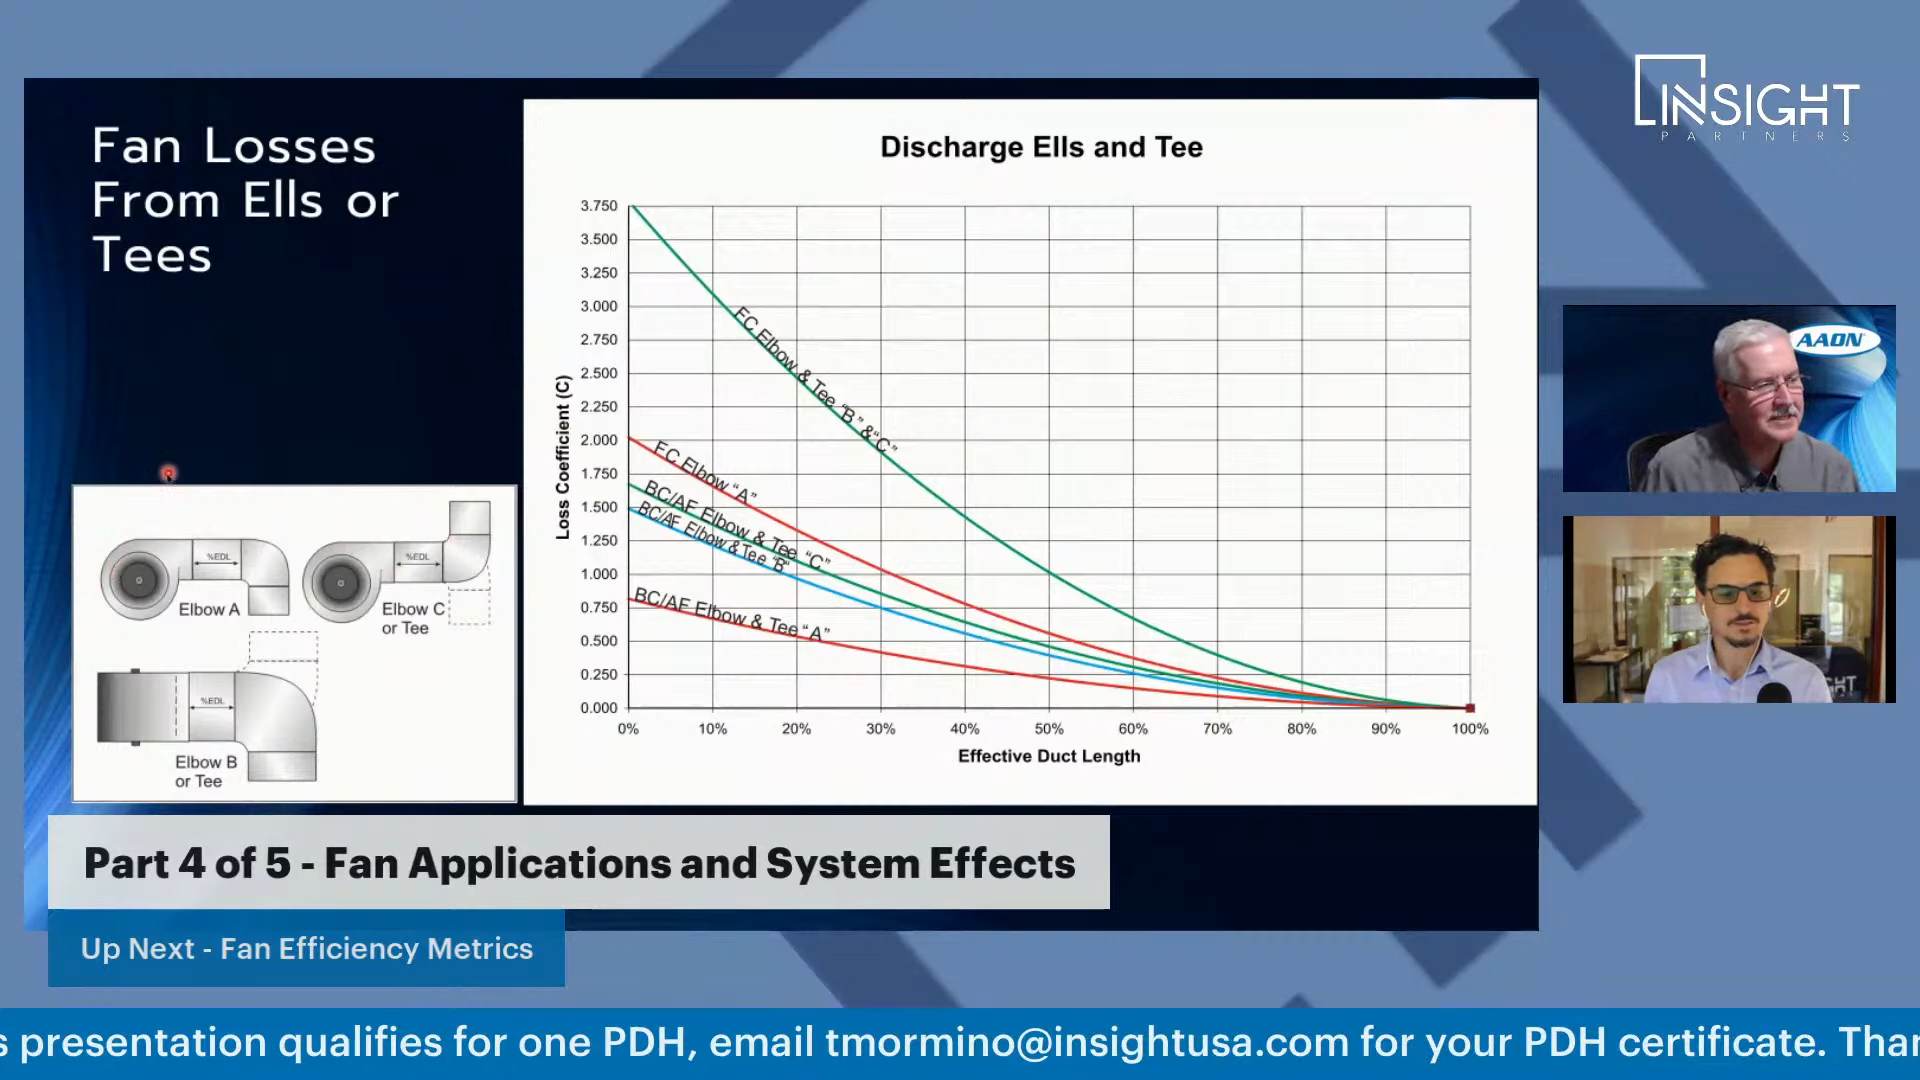 INSIGHT
PARTNERS
Fan Losses
From Ells or
Tees
Discharge Ells and Tee
Loss Coefficient (C)
3.750
3.500
3.250
3.000
2.750
2.500
2.250
2.000
1.750
1.500
1.250
1.000
0.750
0.500
0.250
0.000
FC Elbow & Tee "B" & "C"
FC Elbow "A"
BC/AF Elbow & Tee "C"
BC/AF Elbow & Tee "B"
BC/AF Elbow & Tee "A"
0% 10% 20% 30% 40% 50% 60% 70% 80% 90% 100%
Effective Duct Length
%EDL
Elbow A
%EDL
Elbow C
or Tee
%EDL
Elbow B
or Tee
AAON
Part 4 of 5 - Fan Applications and System Effects
Up Next - Fan Efficiency Metrics
s presentation qualifies for one PDH, email tmormino@insightusa.com for your PDH certificate. Than